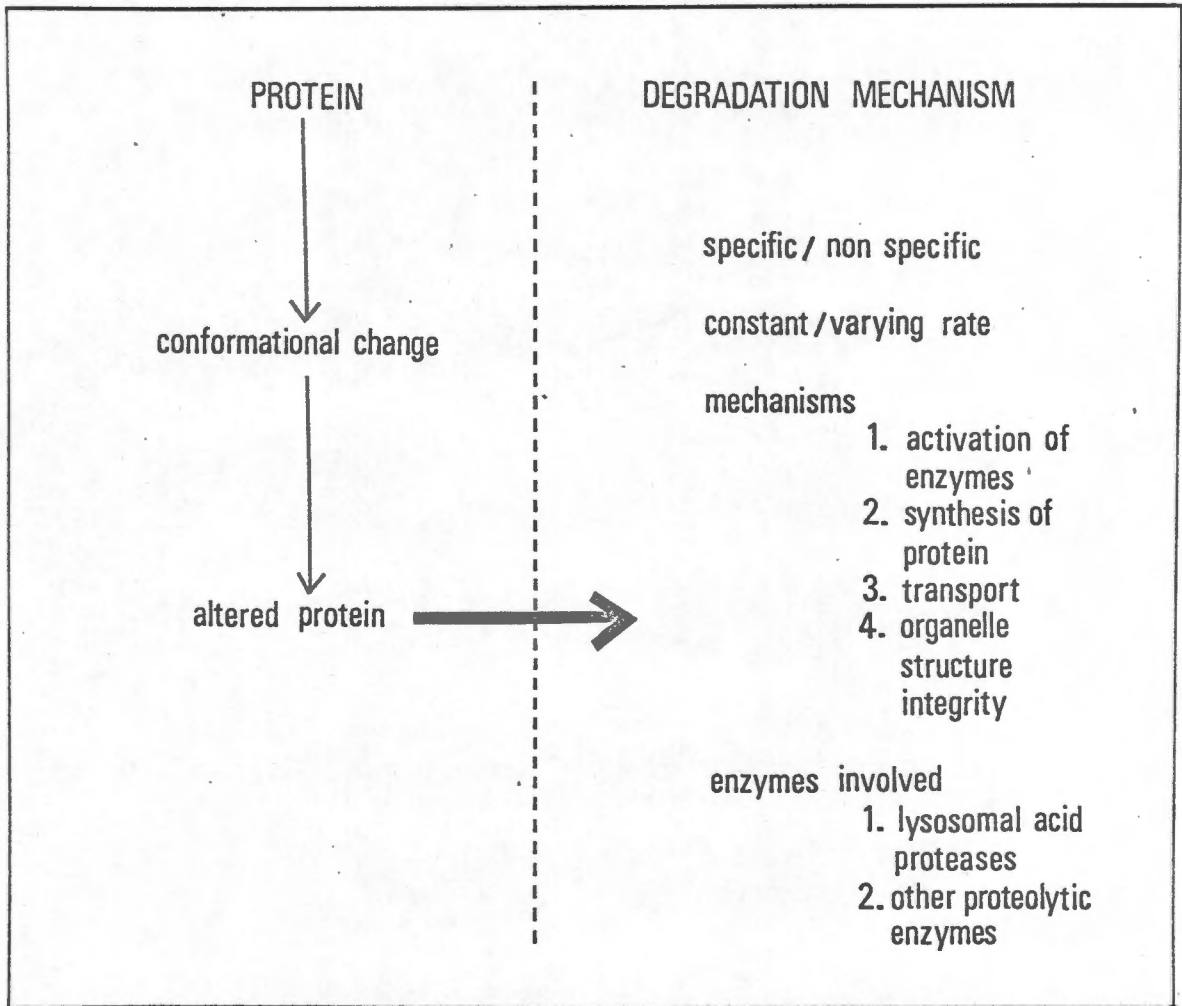 PROTEIN
conformational change
altered protein
DEGRADATION MECHANISM
specific / non specific
constant / varying rate
mechanisms
1. activation of
enzymes
2. synthesis of
protein
3. transport
4. organelle
structure
integrity
enzymes involved
1. lysosomal acid
proteases
2. other proteolytic
enzymes